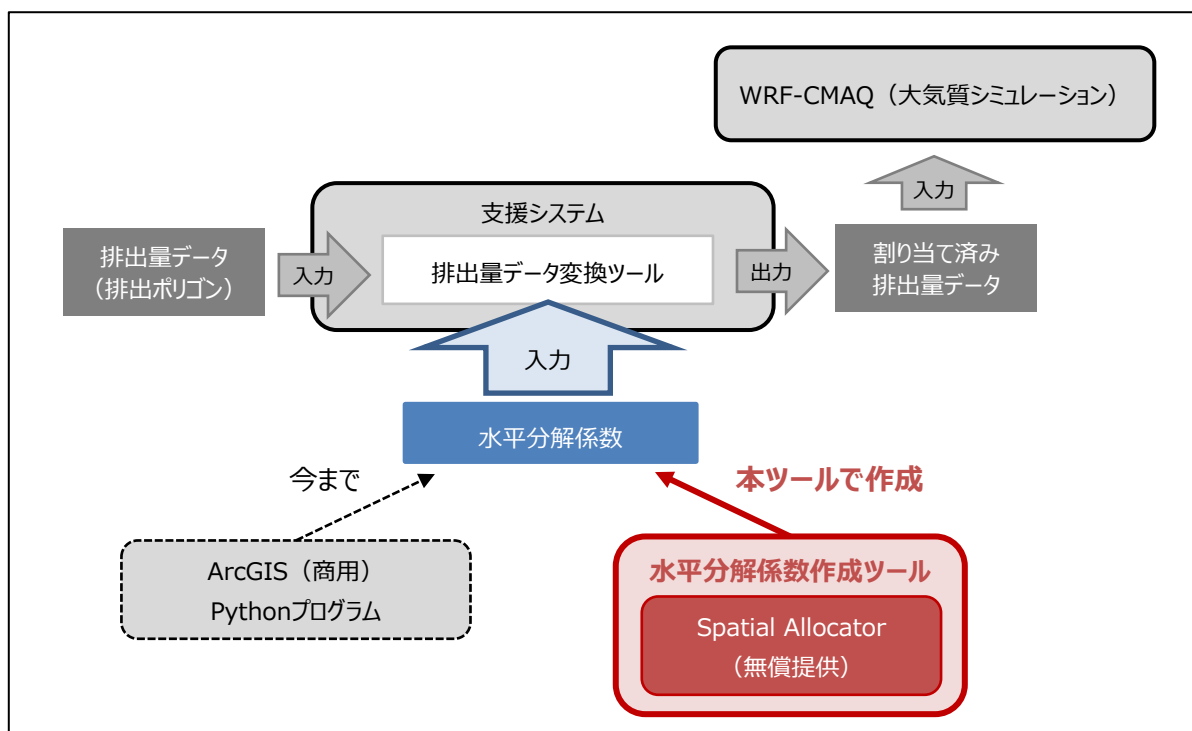 WRF-CMAQ（大気質シミュレーション）
入力
支援システム
排出量データ
（排出ポリゴン）
入力
排出量データ変換ツール
出力
割り当て済み
排出量データ
入力
水平分解係数
今まで
本ツールで作成
ArcGIS（商用）
Pythonプログラム
水平分解係数作成ツール
Spatial Allocator
（無償提供）